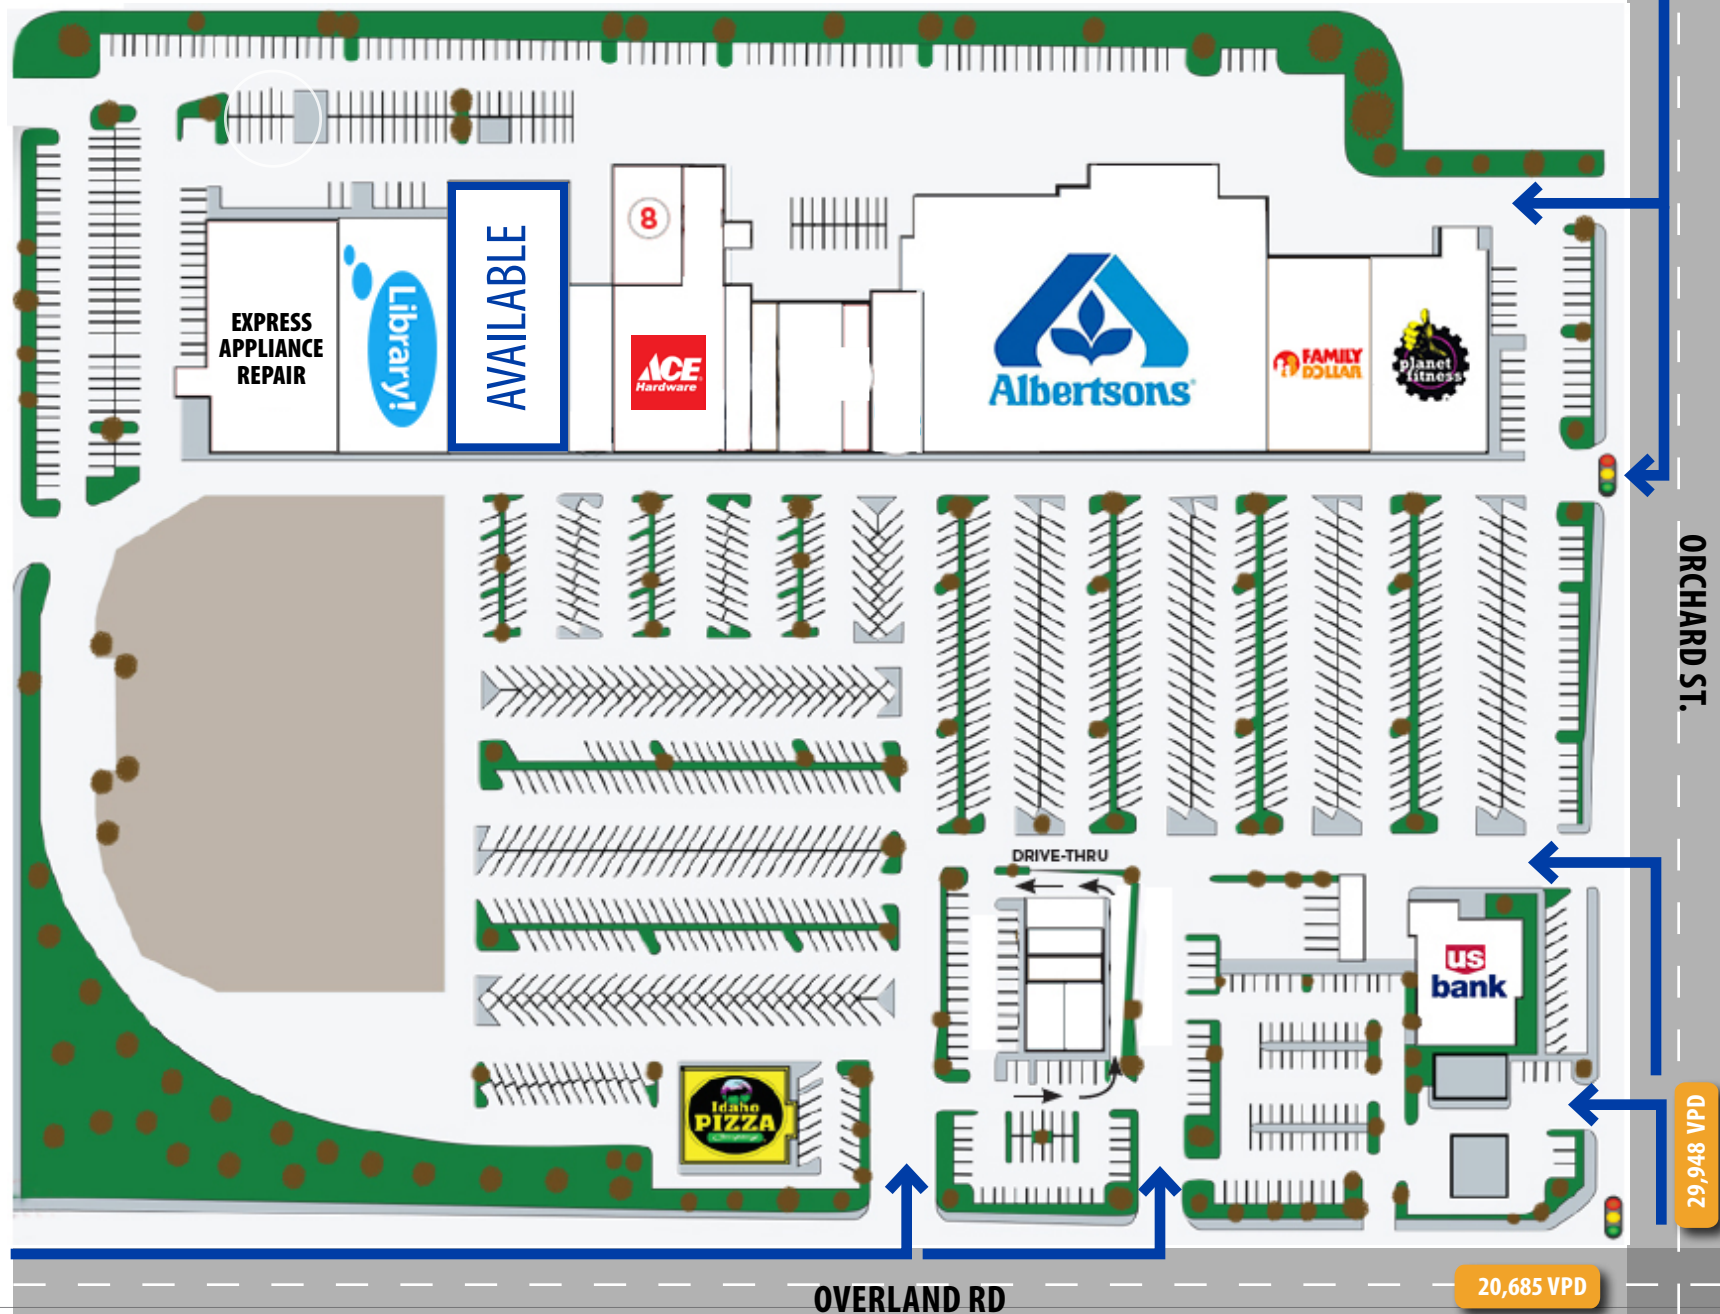 8
AVAILABLE
EXPRESS
APPLIANCE
REPAIR
Library!
ACE
Hardware
Albertsons
FAMILY
DOLLAR
planet
fitness
ORCHARD ST.
DRIVE-THRU
us
bank
Idaho
PIZZA
29,948 VPD
20,685 VPD
OVERLAND RD